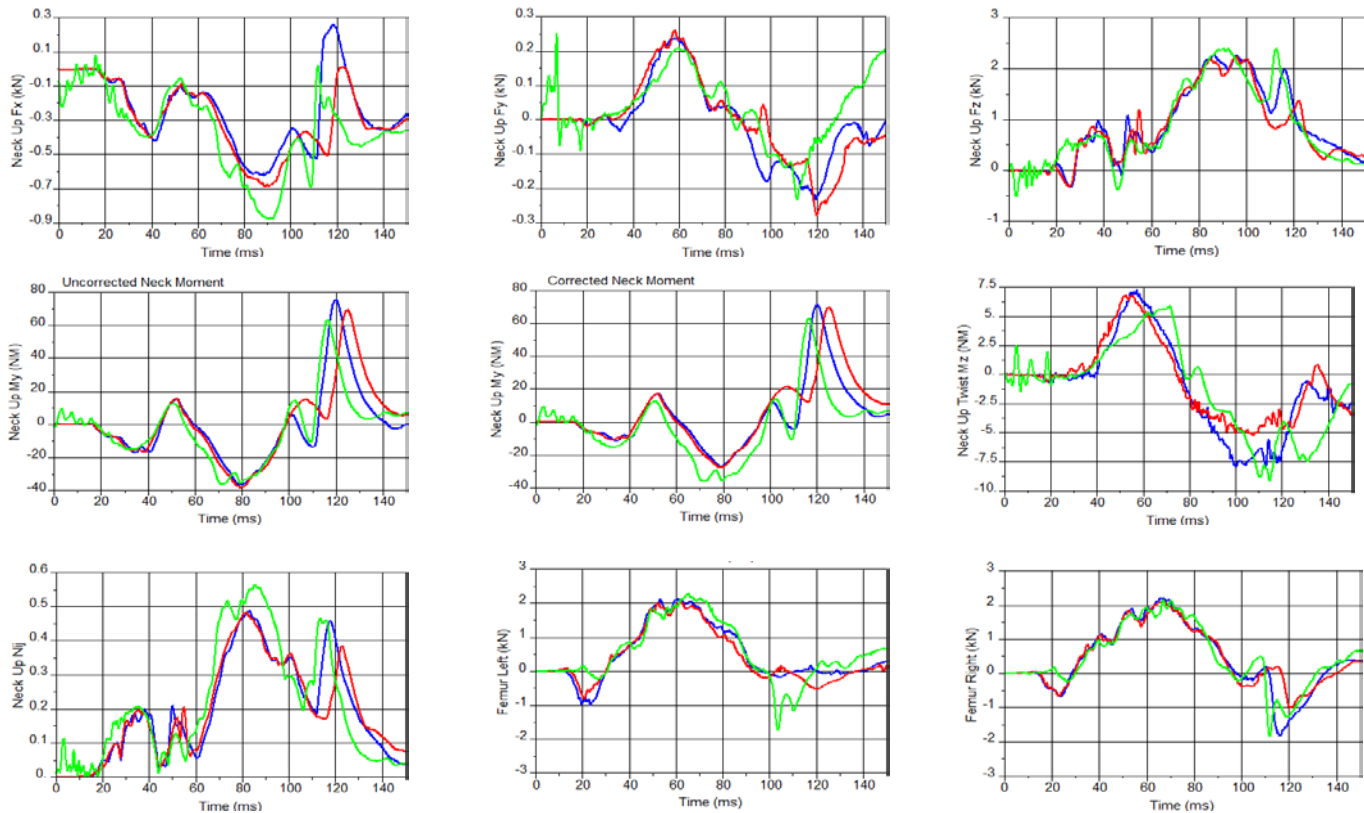 0.3
0.1
-0.1
-0.3
-0.5
-0.7
-0.9
Neck Up Fx (kN)
0 20 40 60 80 100 120 140
Time (ms)
0.3
0.2
0.1
0.
-0.1
-0.2
-0.3
Neck Up Fy (kN)
0 20 40 60 80 100 120 140
Time (ms)
3
2
1
0
-1
Neck Up Fz (kN)
0 20 40 60 80 100 120 140
Time (ms)
Uncorrected Neck Moment
80
60
40
20
0
-20
-40
Neck Up My (NM)
0 20 40 60 80 100 120 140
Time (ms)
Corrected Neck Moment
80
60
40
20
0
-20
-40
Neck Up My (NM)
0 20 40 60 80 100 120 140
Time (ms)
7.5
5.
2.5
0
-2.5
-5.0
-7.5
-10.
Neck Up Twist Mz (NM)
0 20 40 60 80 100 120 140
Time (ms)
0.6
0.5
0.4
0.3
0.2
0.1
0.
Neck Up Nij
0 20 40 60 80 100 120 140
Time (ms)
3
2
1
0
-1
-2
-3
Femur Left (kN)
0 20 40 60 80 100 120 140
Time (ms)
3
2
1
0
-1
-2
-3
Femur Right (kN)
0 20 40 60 80 100 120 140
Time (ms)